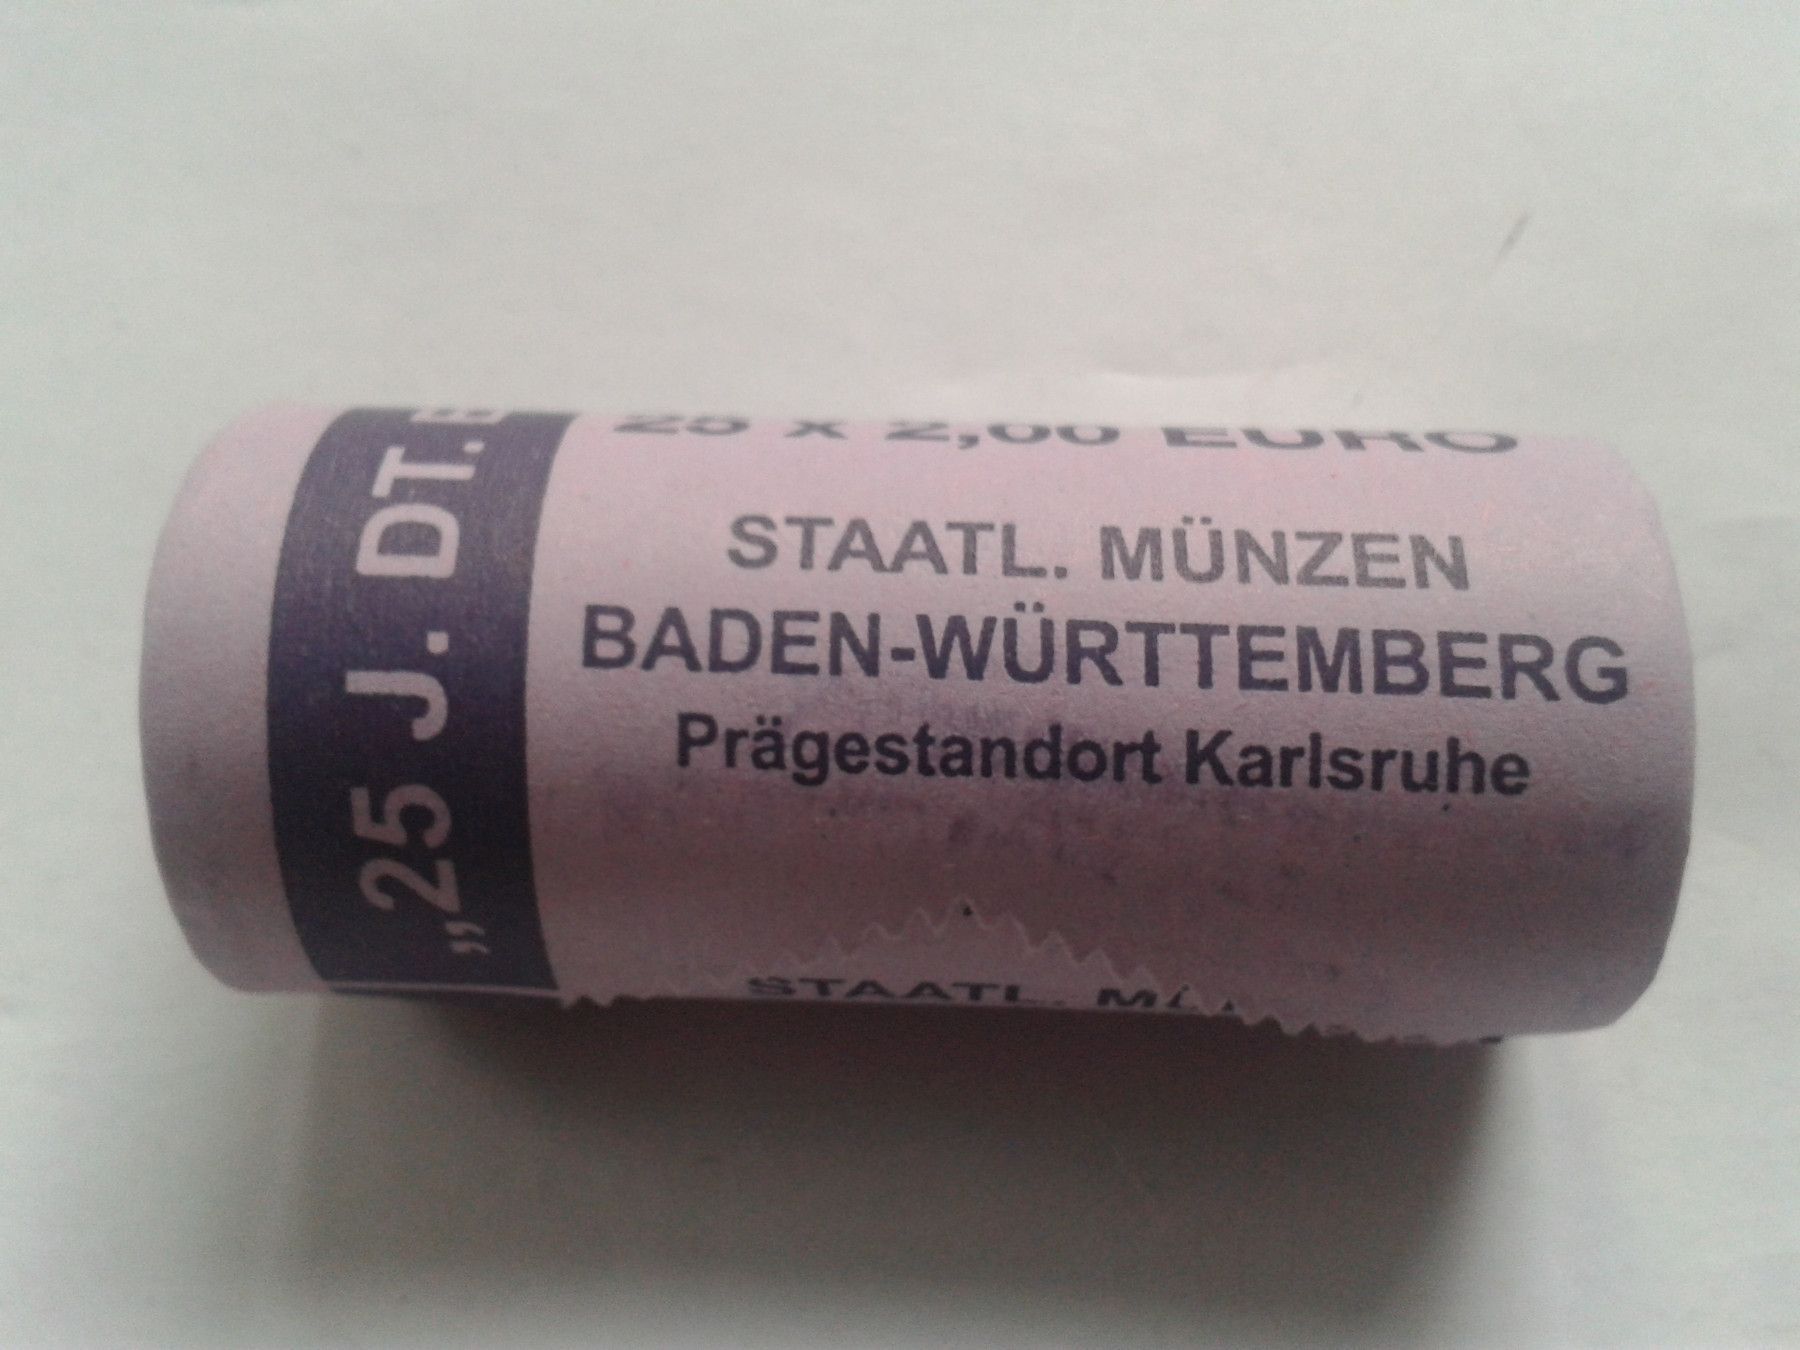 „25 J. DT.
25 x 2,00 EURO
STAATL. MÜNZEN
BADEN-WÜRTTEMBERG
Prägestandort Karlsruhe
STAATL.